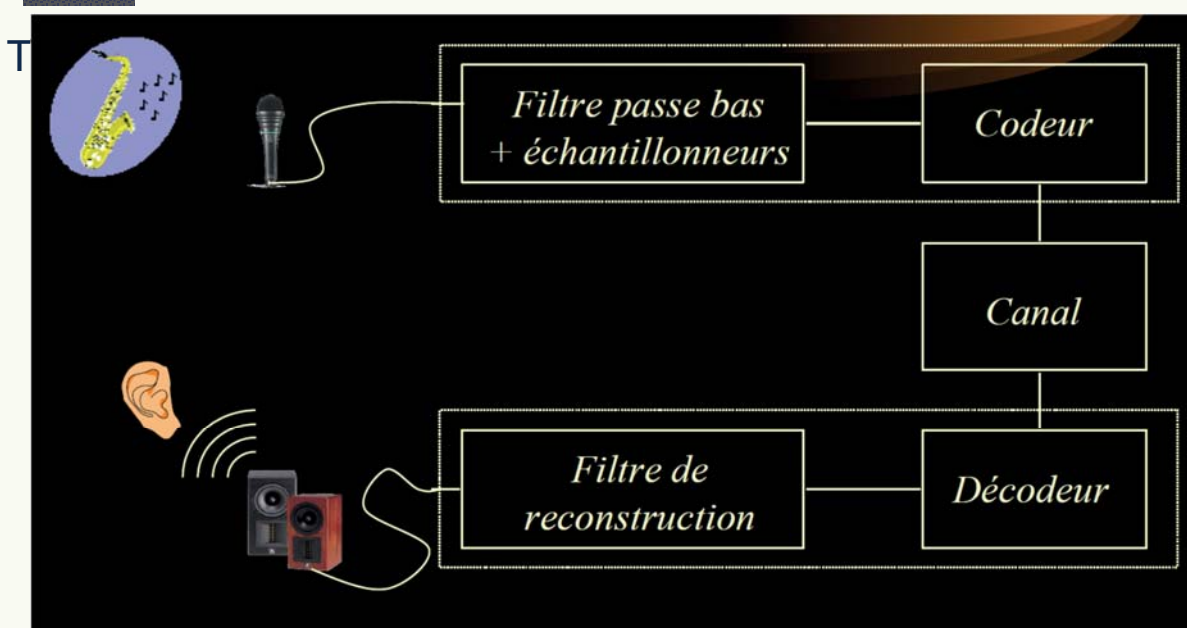 T
Filtre passe bas
+ échantillonneurs
Codeur
Canal
Filtre de
reconstruction
Décodeur